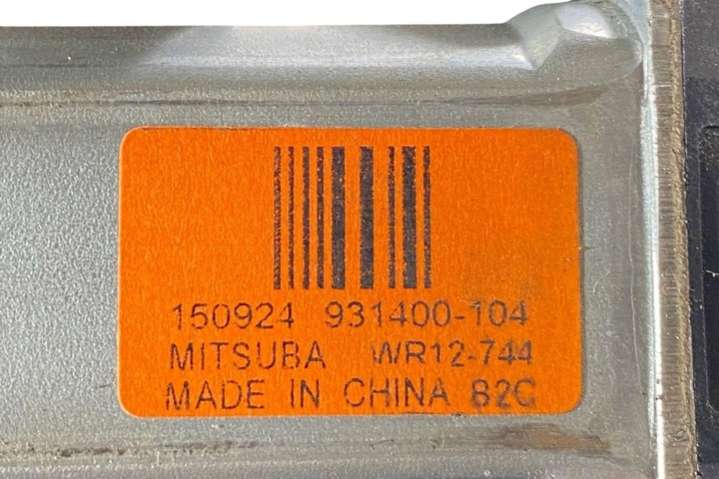 150924 931400-104
MITSUBA WR12-744
MADE IN CHINA 82C